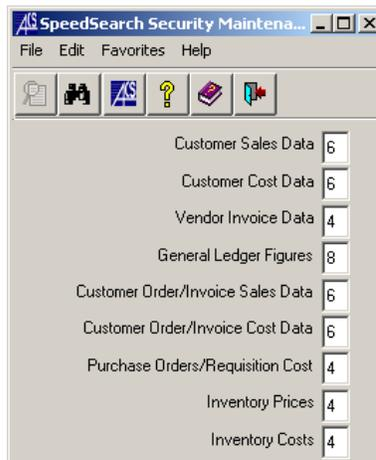 SpeedSearch Security Maintena...
File Edit Favorites Help
Customer Sales Data 6
Customer Cost Data 6
Vendor Invoice Data 4
General Ledger Figures 8
Customer Order/Invoice Sales Data 6
Customer Order/Invoice Cost Data 6
Purchase Orders/Requisition Cost 4
Inventory Prices 4
Inventory Costs 4